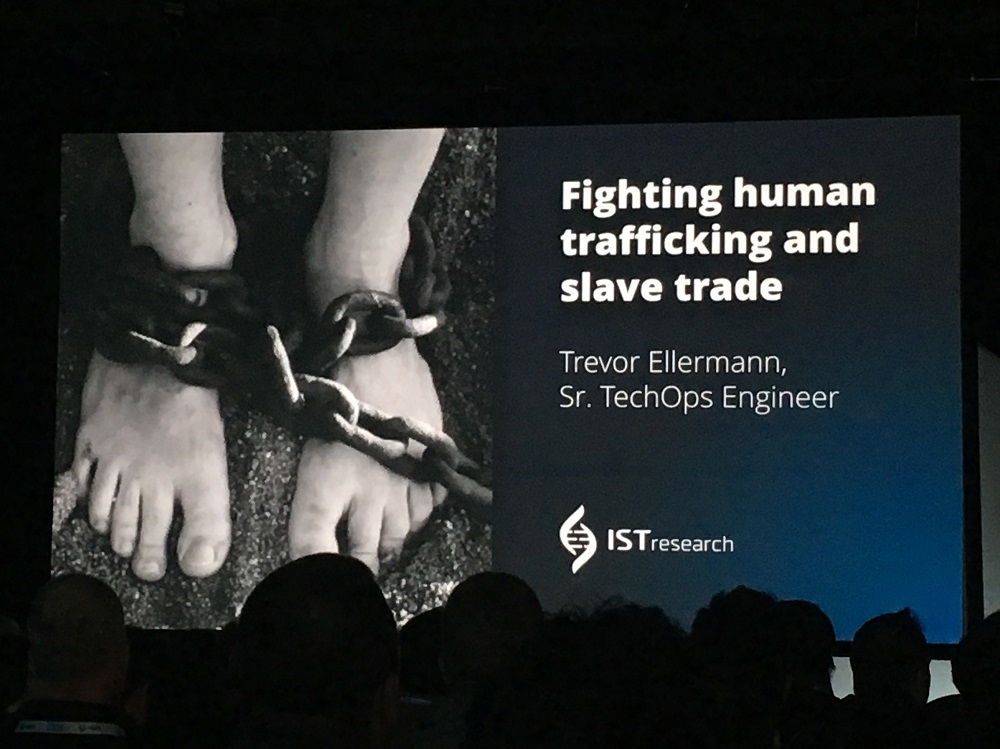 Fighting human
trafficking and
slave trade
Trevor Ellermann,
Sr. TechOps Engineer
ISTresearch